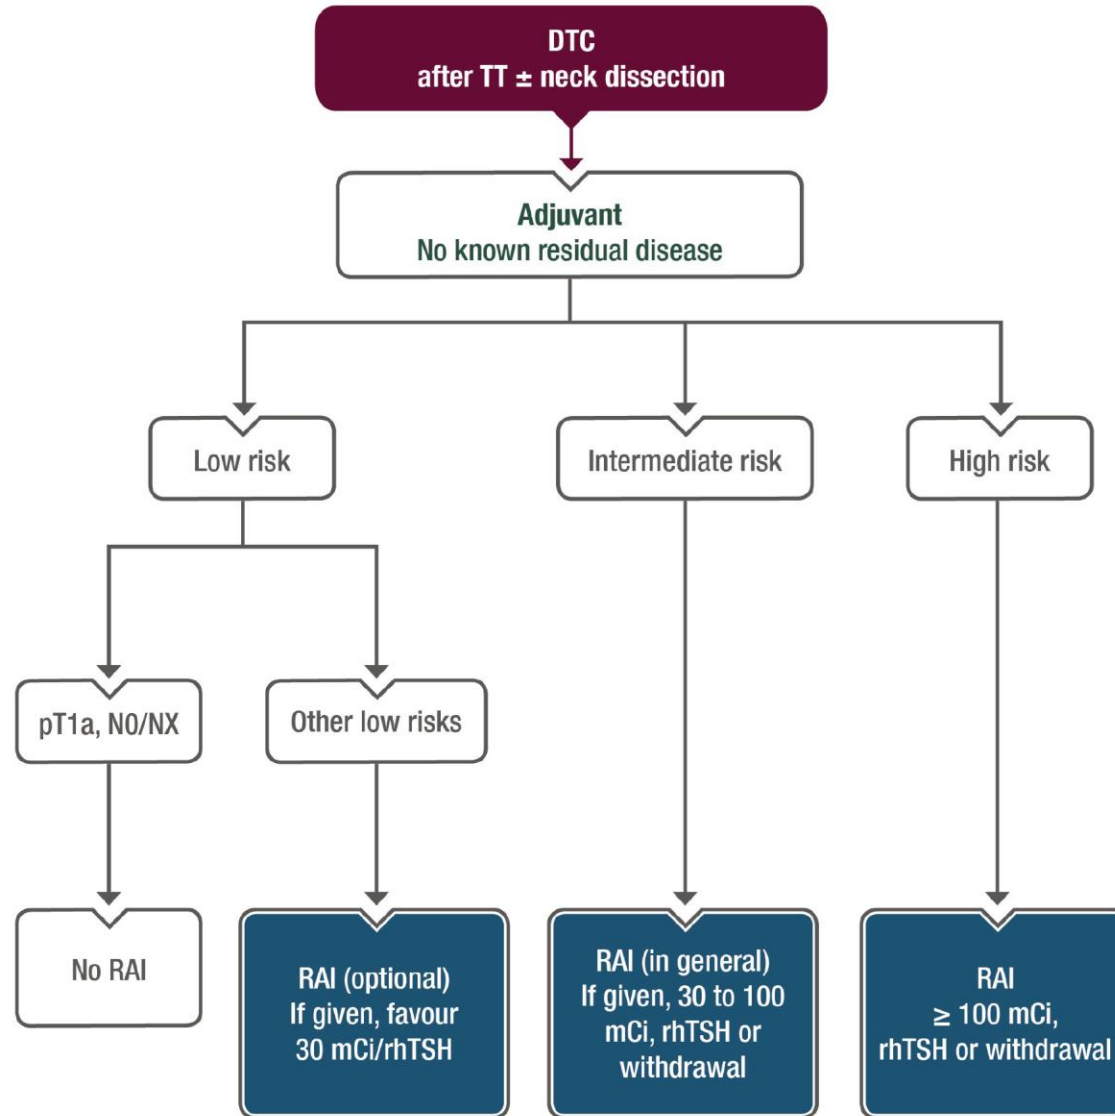 DTC
after TT ± neck dissection
Adjuvant
No known residual disease
Low risk
Intermediate risk
High risk
pT1a, N0/NX
Other low risks
No RAI
RAI (optional)
If given, favour
30 mCi/rhTSH
RAI (in general)
If given, 30 to 100
mCi, rhTSH or
withdrawal
RAI
≥ 100 mCi,
rhTSH or withdrawal